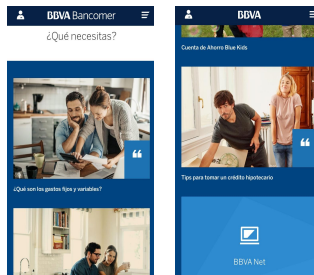 BBVA Bancomer
¿Qué necesitas?
¿Qué son los gastos fijos y variables?
BBVA
Cuenta de Ahorro Blue Kids
Tips para tomar un crédito hipotecario
BBVA Net